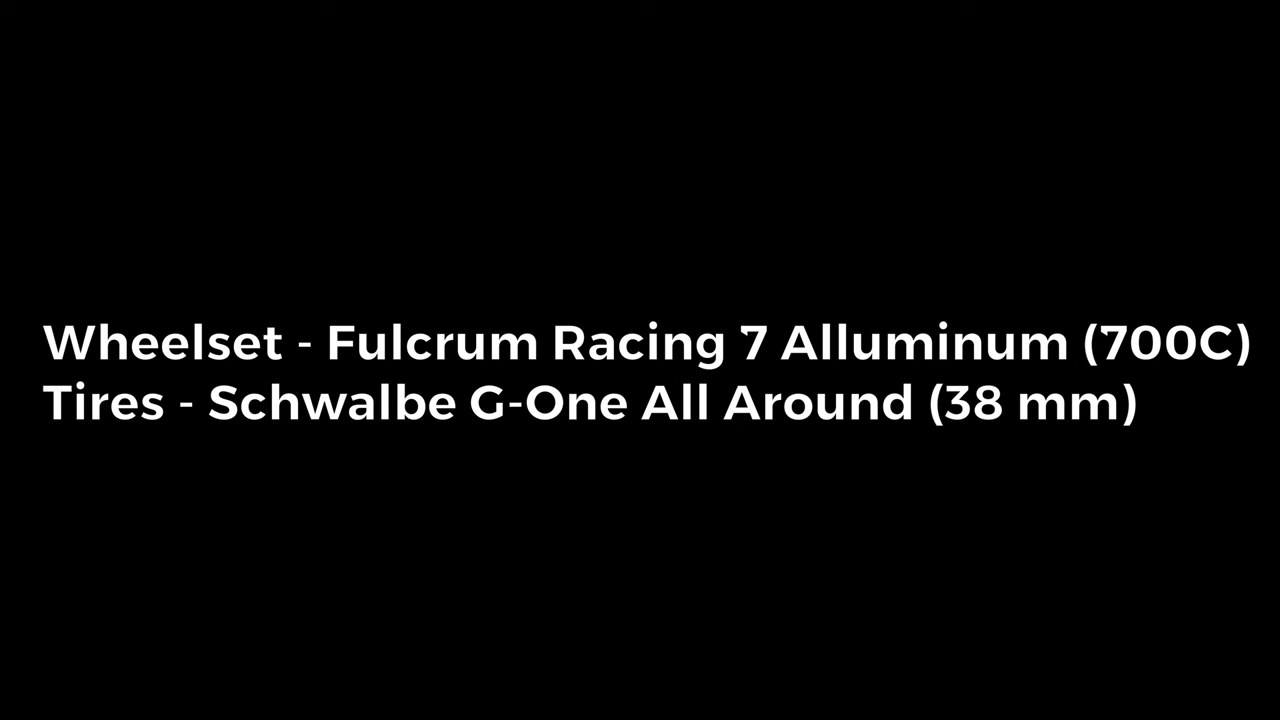 Wheelset - Fulcrum Racing 7 Alluminum (700C)
Tires - Schwalbe G-One All Around (38 mm)